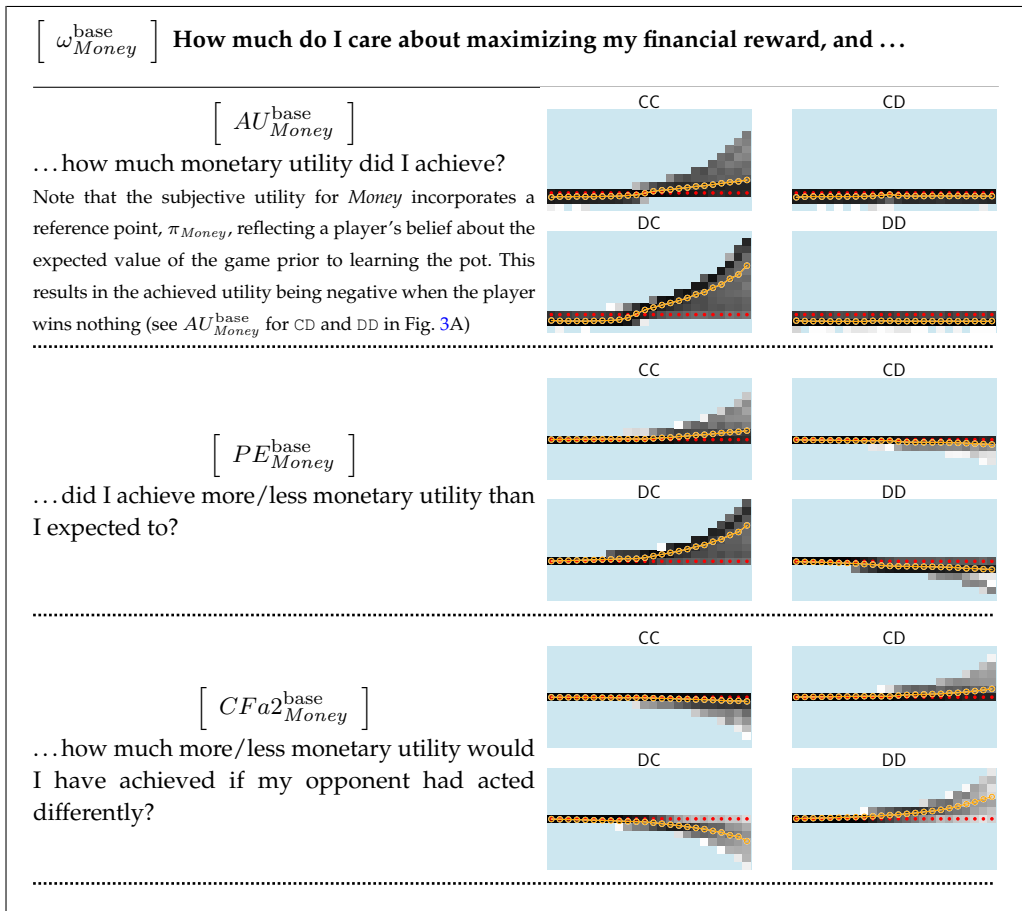 [ ω^base_Money ] How much do I care about maximizing my financial reward, and …
[ AU^base_Money ]
…how much monetary utility did I achieve?
Note that the subjective utility for Money incorporates a
reference point, π_Money, reflecting a player's belief about the
expected value of the game prior to learning the pot. This
results in the achieved utility being negative when the player
wins nothing (see AU^base_Money for CD and DD in Fig. 3A)
CC CD
DC DD
[ PE^base_Money ]
…did I achieve more/less monetary utility than
I expected to?
CC CD
DC DD
[ CFa2^base_Money ]
…how much more/less monetary utility would
I have achieved if my opponent had acted
differently?
CC CD
DC DD